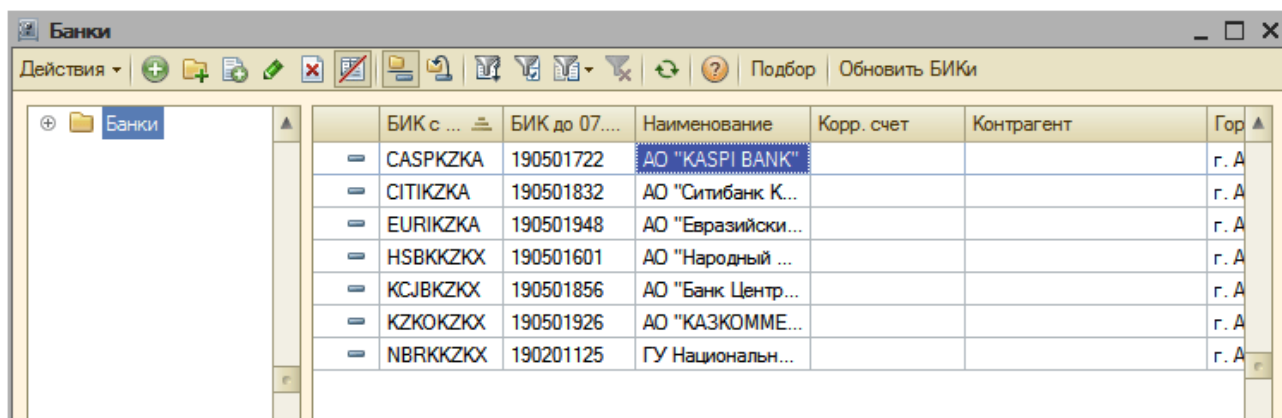 Банки
Действия Подбор Обновить БИКи
Банки
БИК с ... БИК до 07.... Наименование Корр. счет Контрагент Гор
CASPKZKA 190501722 АО "KASPI BANK" г. А
CITIKZKA 190501832 АО "Ситибанк К... г. А
EURIKZKA 190501948 АО "Евразийски... г. А
HSBKKZKX 190501601 АО "Народный ... г. А
KCJBKZKX 190501856 АО "Банк Центр... г. А
KZKOKZKX 190501926 АО "КАЗКОММЕ... г. А
NBRKKZKX 190201125 ГУ Национальн... г. А